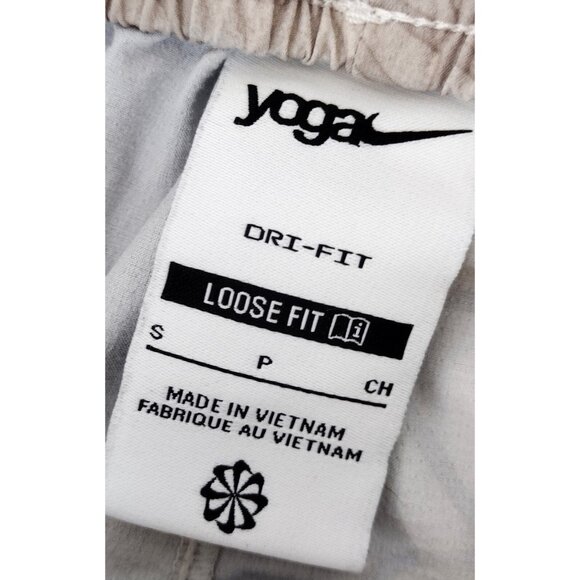 yoga
DRI-FIT
LOOSE FIT i
S P CH
MADE IN VIETNAM
FABRIQUE AU VIETNAM